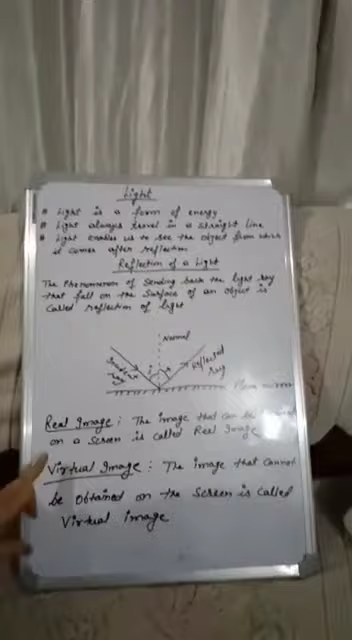 Light
* Light is a form of energy
* Light always travel in a straight line
* Light enables us to see the object from which
it comes after reflection
Reflection of a Light
The Phenomenon of Sending back the light ray
that fall on the Surface of an object is
Called reflection of light
Normal
Incident ray
i
r
Reflected
Ray
Plane mirror
Real Image : The image that can be
on a Screen is called Real Image
Virtual Image : The image that cannot
be obtained on the Screen is Called
Virtual image